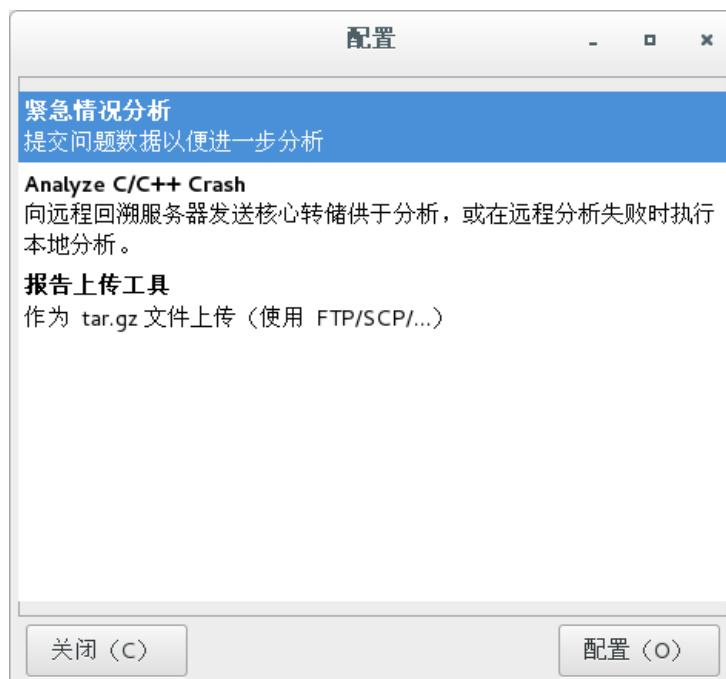 配置
紧急情况分析
提交问题数据以便进一步分析
Analyze C/C++ Crash
向远程回溯服务器发送核心转储供于分析，或在远程分析失败时执行
本地分析。
报告上传工具
作为 tar.gz 文件上传（使用 FTP/SCP/...）
关闭（C）
配置（O）